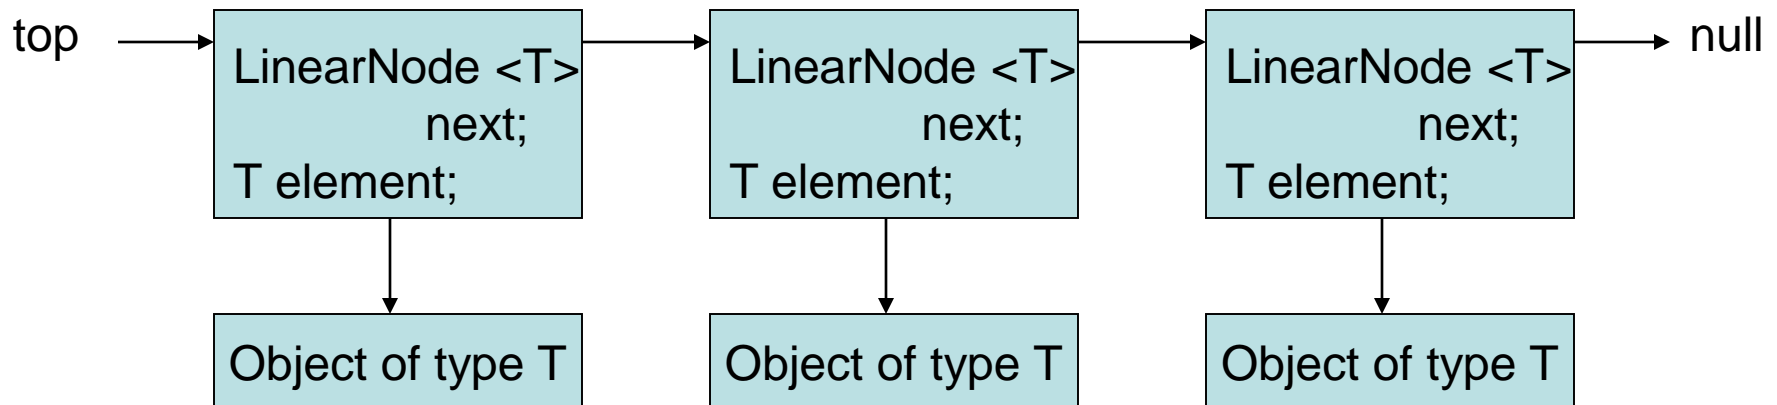 top
LinearNode <T>
next;
T element;
LinearNode <T>
next;
T element;
LinearNode <T>
next;
T element;
null
Object of type T
Object of type T
Object of type T